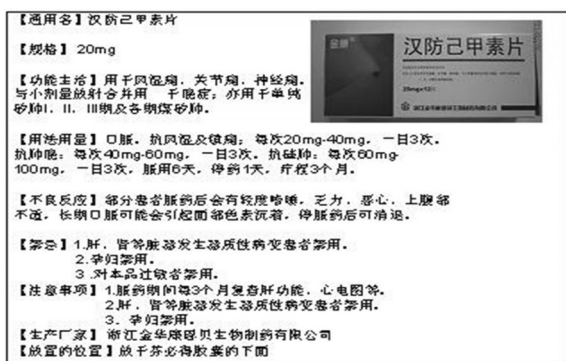 【通用名】汉防己甲素片
金康
汉防己甲素片
20mg×12片
【规格】 20mg
【功能主治】用于风湿痛、关节痛、神经痛。
与小剂量放射合并用 于肺癌；亦用于单纯
矽肺I、II、III期及各期煤矽肺。
【用法用量】口服。抗风湿及镇痛：每次20mg-40mg，一日3次。
抗肺癌：每次40mg-60mg，一日3次。抗矽肺：每次60mg-
100mg，一日3次，服用6天，停药1天，疗程3个月。
【不良反应】部分患者服药后会有轻度嗜睡，乏力，恶心，上腹部
不适，长期口服可能会引起面部色素沉着，停服药后可消退。
【禁忌】1.肝、肾等脏器发生器质性病变患者禁用。
2.孕妇禁用。
3.对本品过敏者禁用。
【注意事项】1.服药期间每3个月复查肝功能、心电图等。
2.肝、肾等脏器发生器质性病变患者禁用。
3. 孕妇禁用。
【生产厂家】浙江金华康恩贝生物制药有限公司
【放置的位置】放于芬必得胶囊的下面